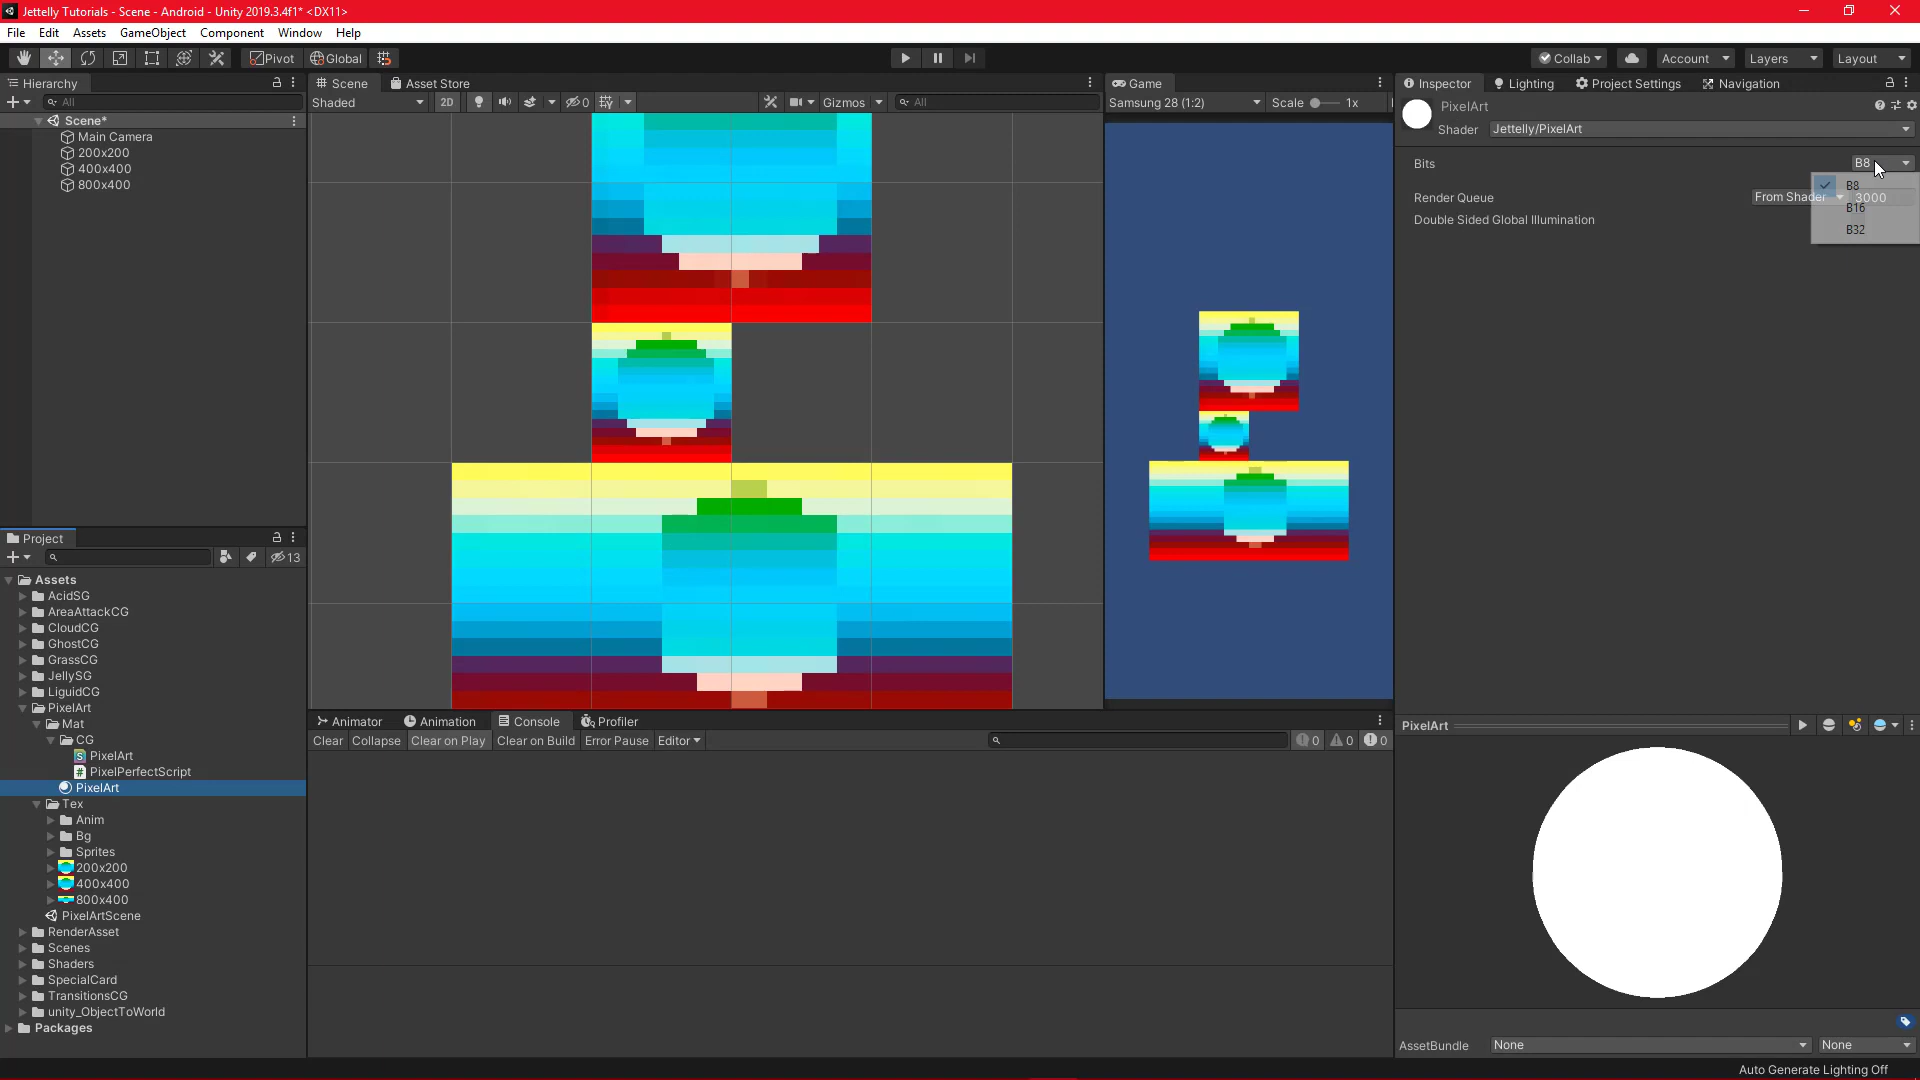 Jettelly Tutorials - Scene - Android - Unity 2019.3.4f1* <DX11>
File Edit Assets GameObject Component Window Help
Pivot Global Collab Account Layers Layout
Hierarchy
All
Scene*
Main Camera
200x200
400x400
800x400
Scene Asset Store
Shaded 2D 0 Gizmos All
Game
Samsung 28 (1:2) Scale 1x
Inspector Lighting Project Settings Navigation
PixelArt
Shader Jettelly/PixelArt
Bits B8
B8
B16
B32
Render Queue From Shader 3000
Double Sided Global Illumination
Project
13
Assets
AcidSG
AreaAttackCG
CloudCG
GhostCG
GrassCG
JellySG
LiguidCG
PixelArt
Mat
CG
PixelArt
PixelPerfectScript
PixelArt
Tex
Anim
Bg
Sprites
200x200
400x400
800x400
PixelArtScene
RenderAsset
Scenes
Shaders
SpecialCard
TransitionsCG
unity_ObjectToWorld
Packages
Animator Animation Console Profiler
Clear Collapse Clear on Play Clear on Build Error Pause Editor 0 0 0
PixelArt
AssetBundle None None
Auto Generate Lighting Off